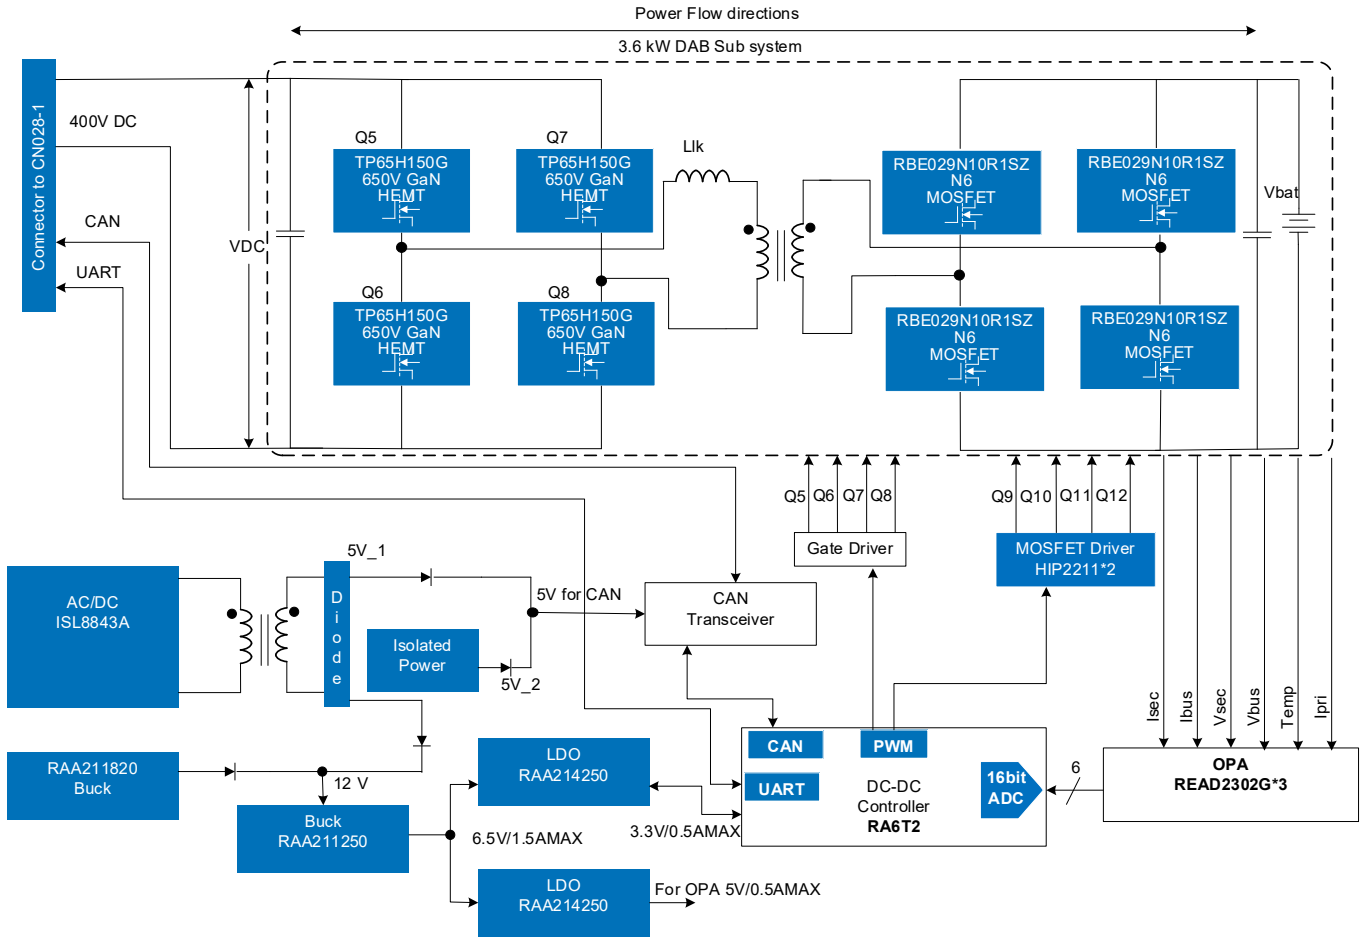 Power Flow directions
3.6 kW DAB Sub system
Connector to CN028-1
400V DC
CAN
UART
VDC
Q5
TP65H150G
650V GaN
HEMT
Q7
TP65H150G
650V GaN
HEMT
Q6
TP65H150G
650V GaN
HEMT
Q8
TP65H150G
650V GaN
HEMT
Llk
RBE029N10R1SZ
N6
MOSFET
RBE029N10R1SZ
N6
MOSFET
RBE029N10R1SZ
N6
MOSFET
RBE029N10R1SZ
N6
MOSFET
Vbat
Q5
Q6
Q7
Q8
Q9
Q10
Q11
Q12
Gate Driver
MOSFET Driver
HIP2211*2
Isec
Ibus
Vsec
Vbus
Temp
Ipri
AC/DC
ISL8843A
Diode
5V_1
5V for CAN
Isolated
Power
5V_2
CAN
Transceiver
RAA211820
Buck
12 V
Buck
RAA211250
6.5V/1.5AMAX
LDO
RAA214250
3.3V/0.5AMAX
LDO
RAA214250
For OPA 5V/0.5AMAX
CAN
PWM
UART
DC-DC
Controller
RA6T2
16bit
ADC
6
OPA
READ2302G*3